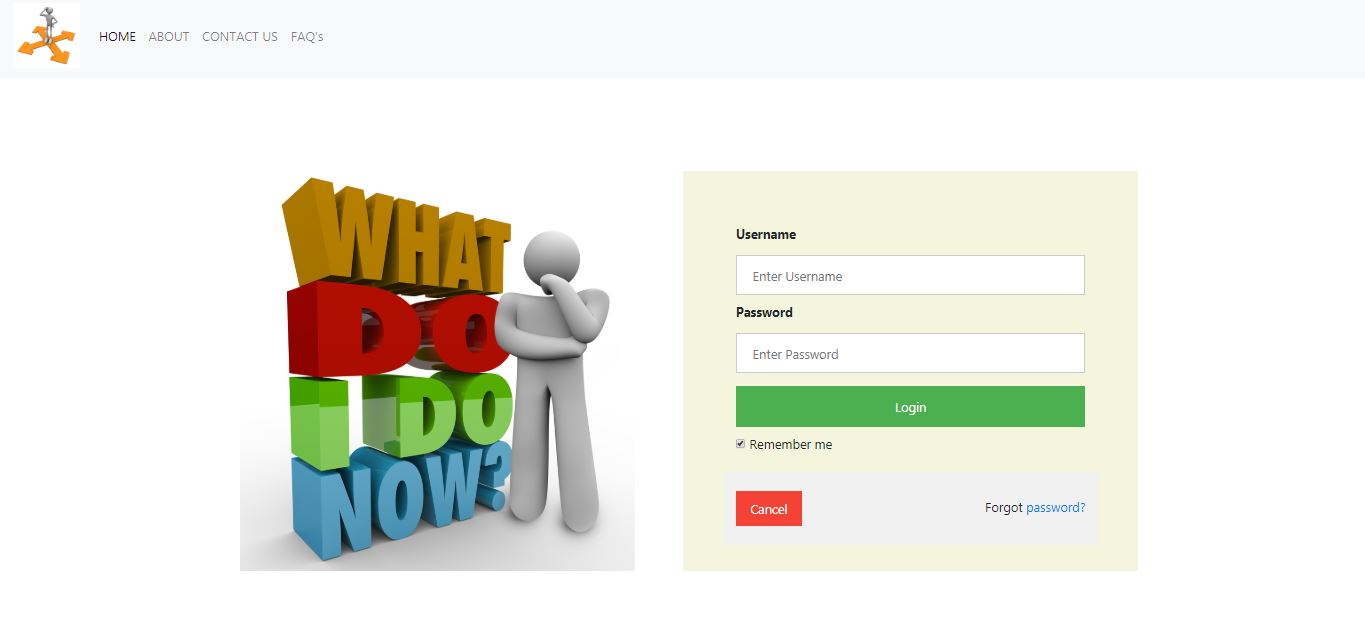 HOME ABOUT CONTACT US FAQ's
WHAT
DO
I DO
NOW?
Username
Enter Username
Password
Enter Password
Login
Remember me
Cancel
Forgot password?